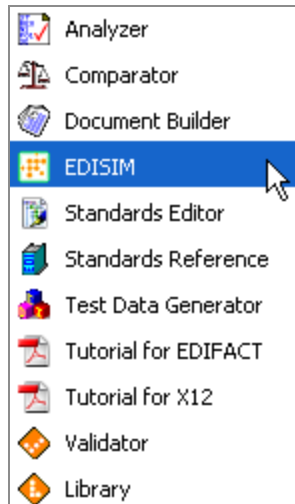 Analyzer
Comparator
Document Builder
EDISIM
Standards Editor
Standards Reference
Test Data Generator
Tutorial for EDIFACT
Tutorial for X12
Validator
Library